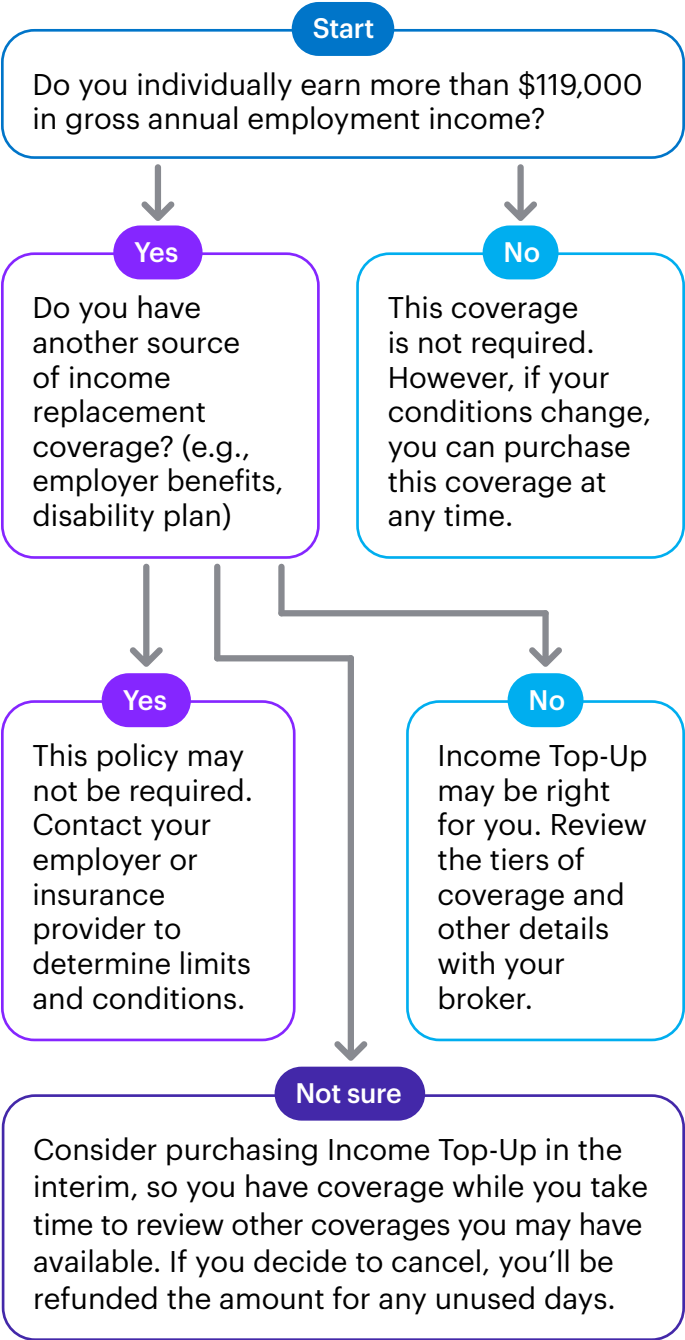 Start
Do you individually earn more than $119,000
in gross annual employment income?
Yes
Do you have
another source
of income
replacement
coverage? (e.g.,
employer benefits,
disability plan)
No
This coverage
is not required.
However, if your
conditions change,
you can purchase
this coverage at
any time.
Yes
This policy may
not be required.
Contact your
employer or
insurance
provider to
determine limits
and conditions.
No
Income Top-Up
may be right
for you. Review
the tiers of
coverage and
other details
with your
broker.
Not sure
Consider purchasing Income Top-Up in the
interim, so you have coverage while you take
time to review other coverages you may have
available. If you decide to cancel, you’ll be
refunded the amount for any unused days.